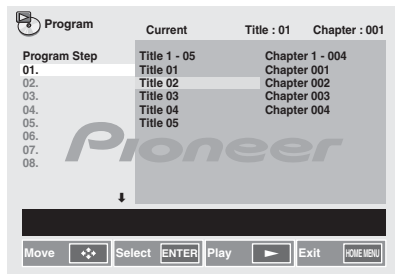 Program
Current Title : 01 Chapter : 001
Program Step Title 1 - 05 Chapter 1 - 004
01. Title 01 Chapter 001
02. Title 02 Chapter 002
03. Title 03 Chapter 003
04. Title 04 Chapter 004
05. Title 05
06.
07.
08.
Pioneer
Move Select ENTER Play Exit HOME MENU